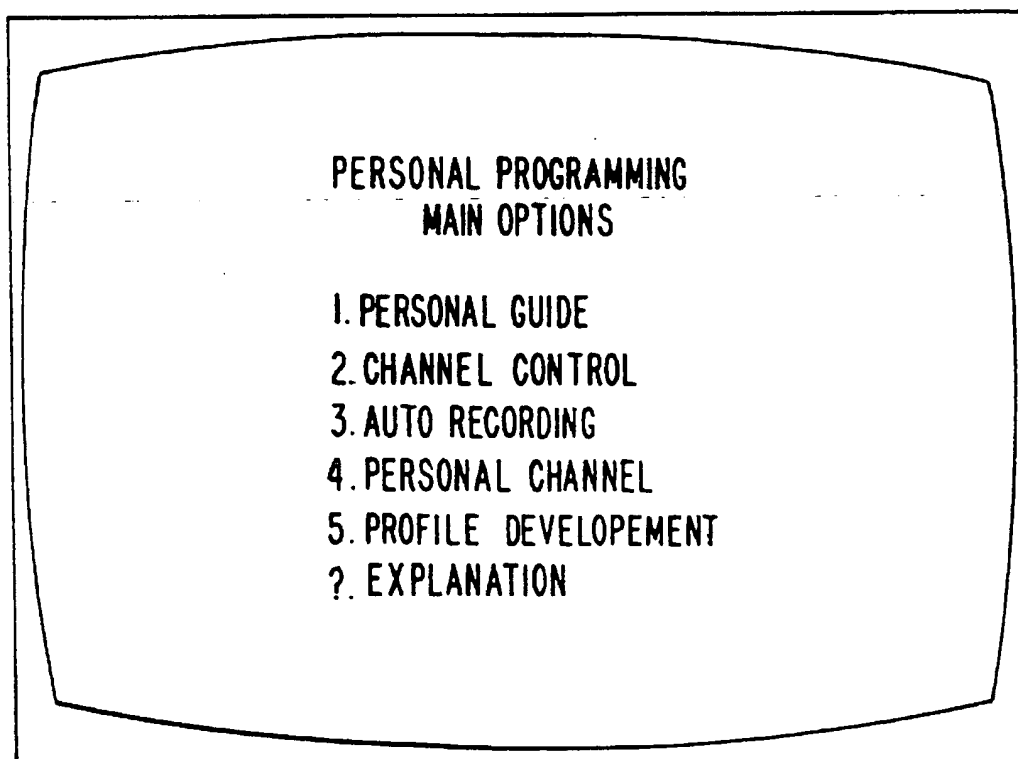 PERSONAL PROGRAMMING
MAIN OPTIONS
1. PERSONAL GUIDE
2. CHANNEL CONTROL
3. AUTO RECORDING
4. PERSONAL CHANNEL
5. PROFILE DEVELOPEMENT
?. EXPLANATION